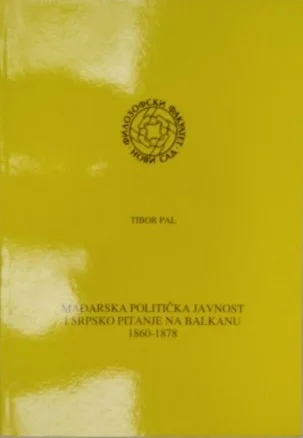 ФИЛОЗОФСКИ ФАКУЛТЕТ
НОВИ САД
TIBOR PAL
MAĐARSKA POLITIČKA JAVNOST
I SRPSKO PITANJE NA BALKANU
1860-1878